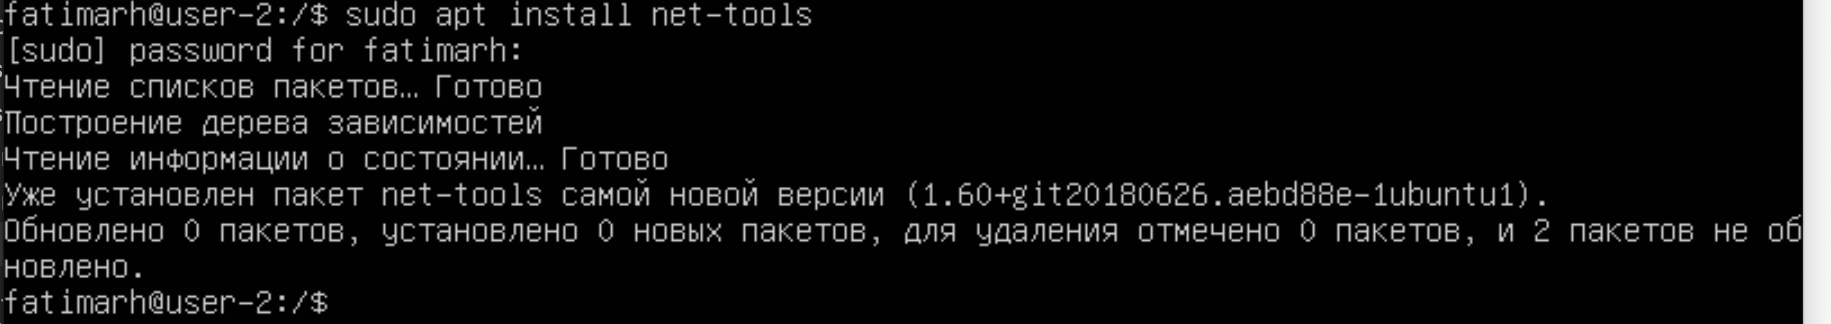 fatimarh@user-2:/$ sudo apt install net-tools
[sudo] password for fatimarh:
Чтение списков пакетов… Готово
Построение дерева зависимостей
Чтение информации о состоянии… Готово
Уже установлен пакет net-tools самой новой версии (1.60+git20180626.aebd88e-1ubuntu1).
Обновлено 0 пакетов, установлено 0 новых пакетов, для удаления отмечено 0 пакетов, и 2 пакетов не об
новлено.
fatimarh@user-2:/$